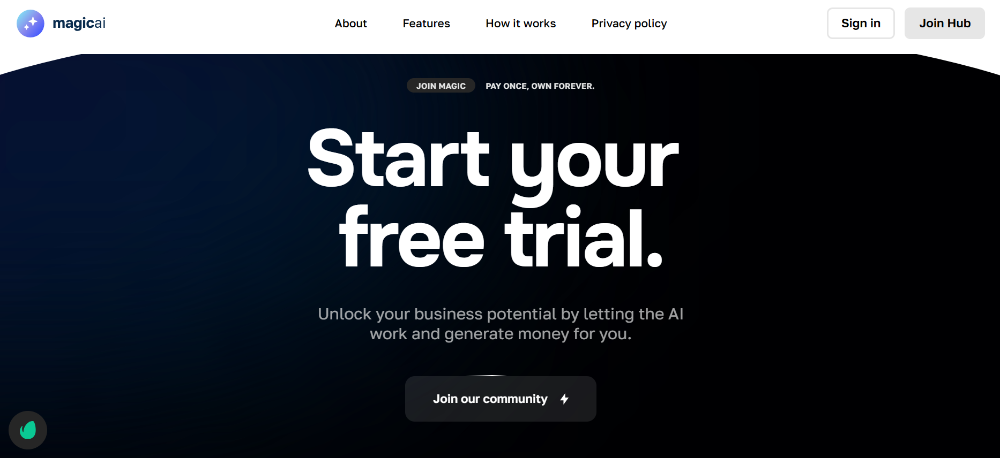 magicai
About
Features
How it works
Privacy policy
Sign in
Join Hub
JOIN MAGIC
PAY ONCE, OWN FOREVER.
Start your
free trial.
Unlock your business potential by letting the AI
work and generate money for you.
Join our community